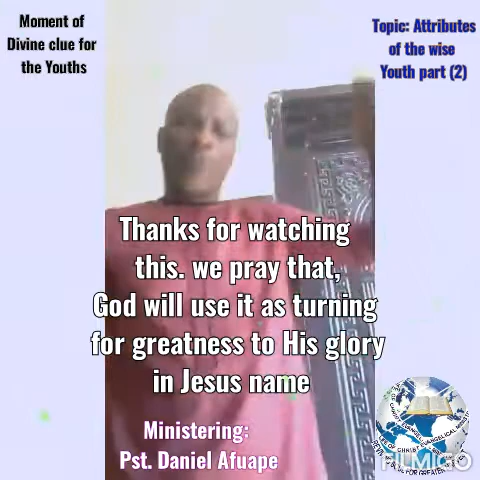 Moment of
Divine clue for
the Youths
Topic: Attributes
of the wise
Youth part (2)
Thanks for watching
this. we pray that,
God will use it as turning
for greatness to His glory
in Jesus name
Ministering:
Pst. Daniel Afuape
FILMIGO